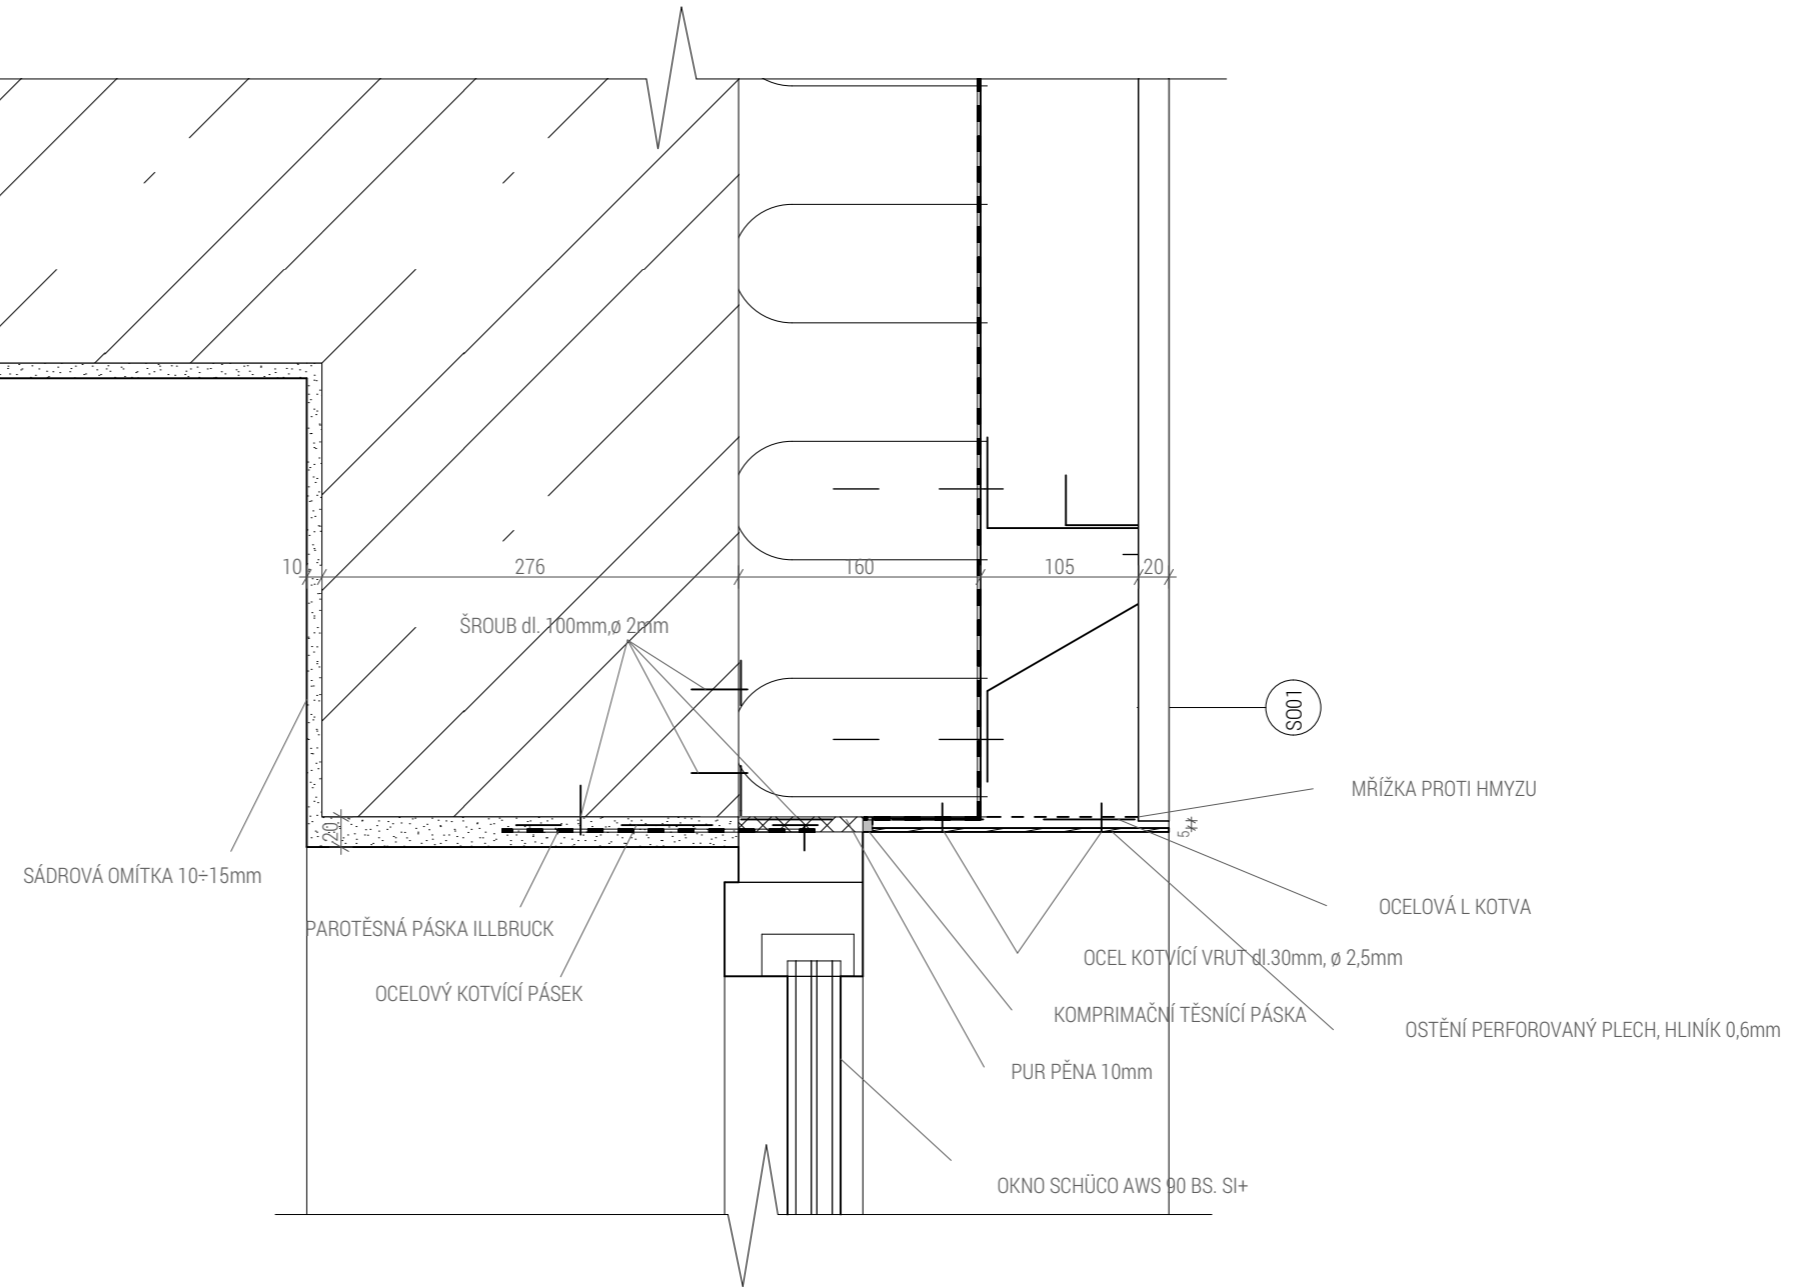 10
276
160
105
20
ŠROUB dl. 100mm,ø 2mm
S001
MŘÍŽKA PROTI HMYZU
20
5
SÁDROVÁ OMÍTKA 10÷15mm
OCELOVÁ L KOTVA
PAROTĚSNÁ PÁSKA ILLBRUCK
OCEL KOTVÍCÍ VRUT dl.30mm, ø 2,5mm
OCELOVÝ KOTVÍCÍ PÁSEK
KOMPRIMAČNÍ TĚSNÍCÍ PÁSKA
OSTĚNÍ PERFOROVANÝ PLECH, HLINÍK 0,6mm
PUR PĚNA 10mm
OKNO SCHÜCO AWS 90 BS. SI+